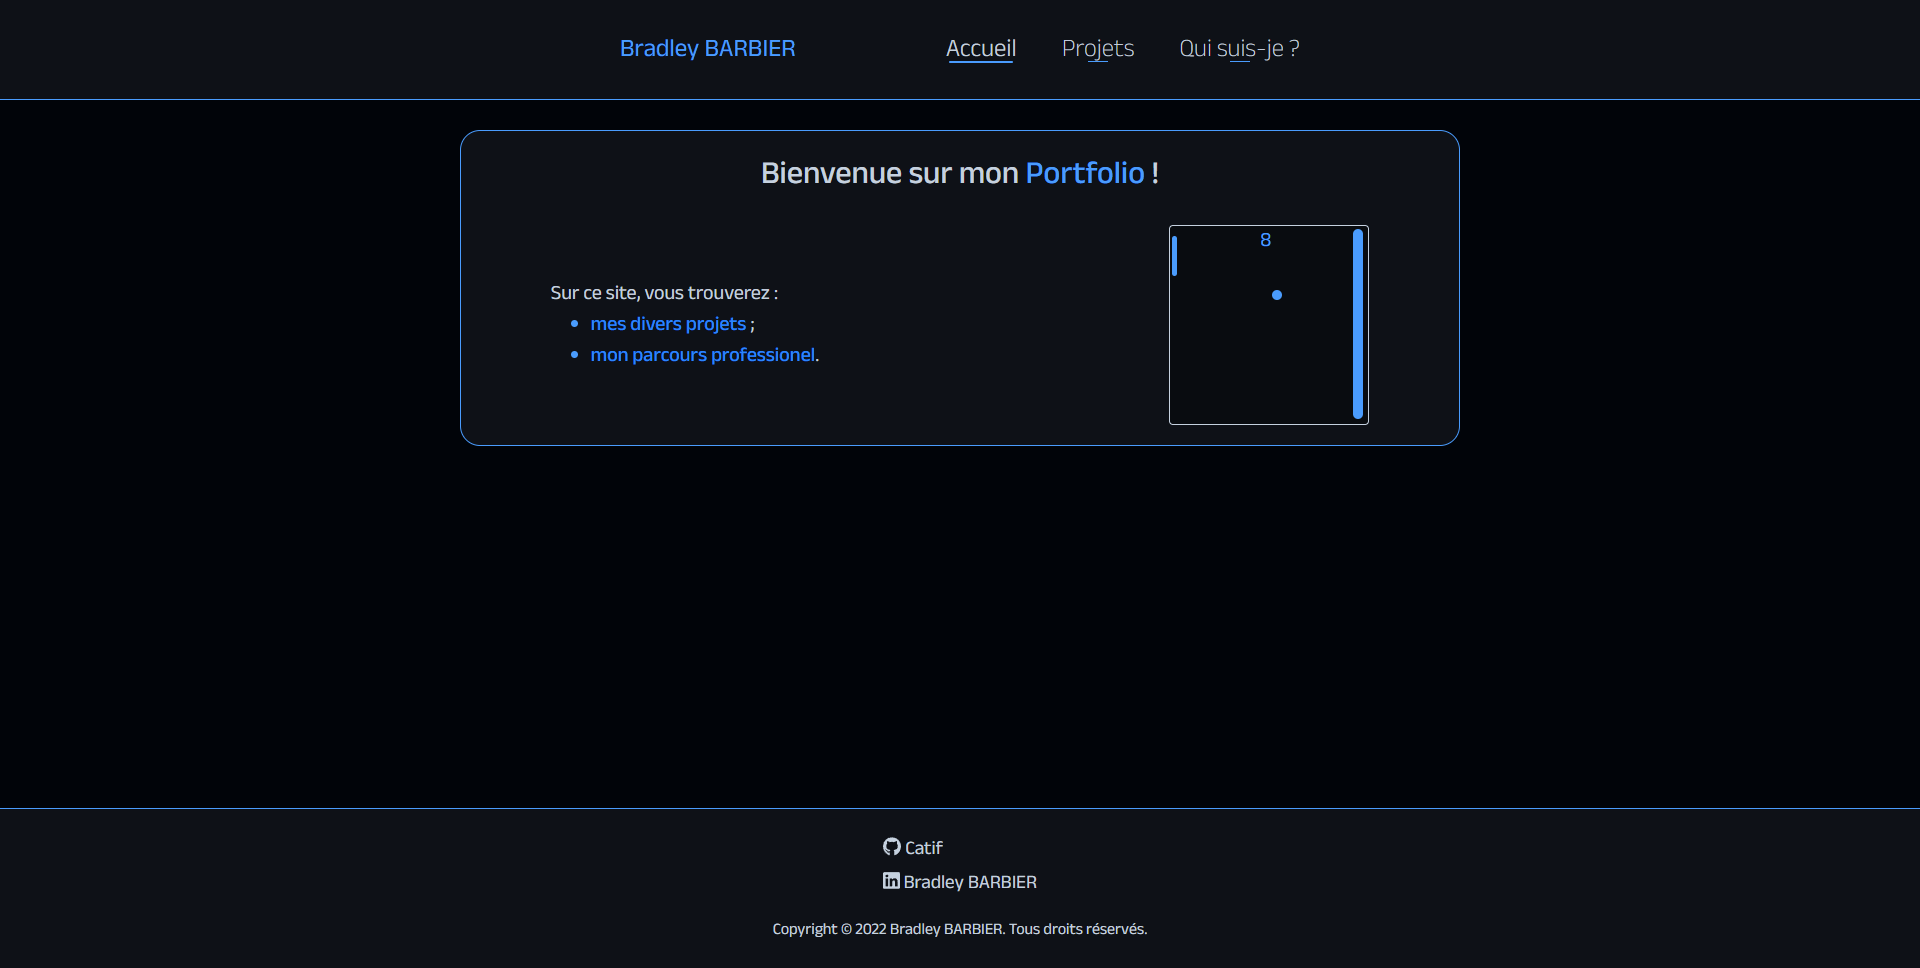 Bradley BARBIER
Accueil
Projets
Qui suis-je ?
Bienvenue sur mon Portfolio !
8
Sur ce site, vous trouverez :
mes divers projets ;
mon parcours professionel.
Catif
Bradley BARBIER
Copyright © 2022 Bradley BARBIER. Tous droits réservés.